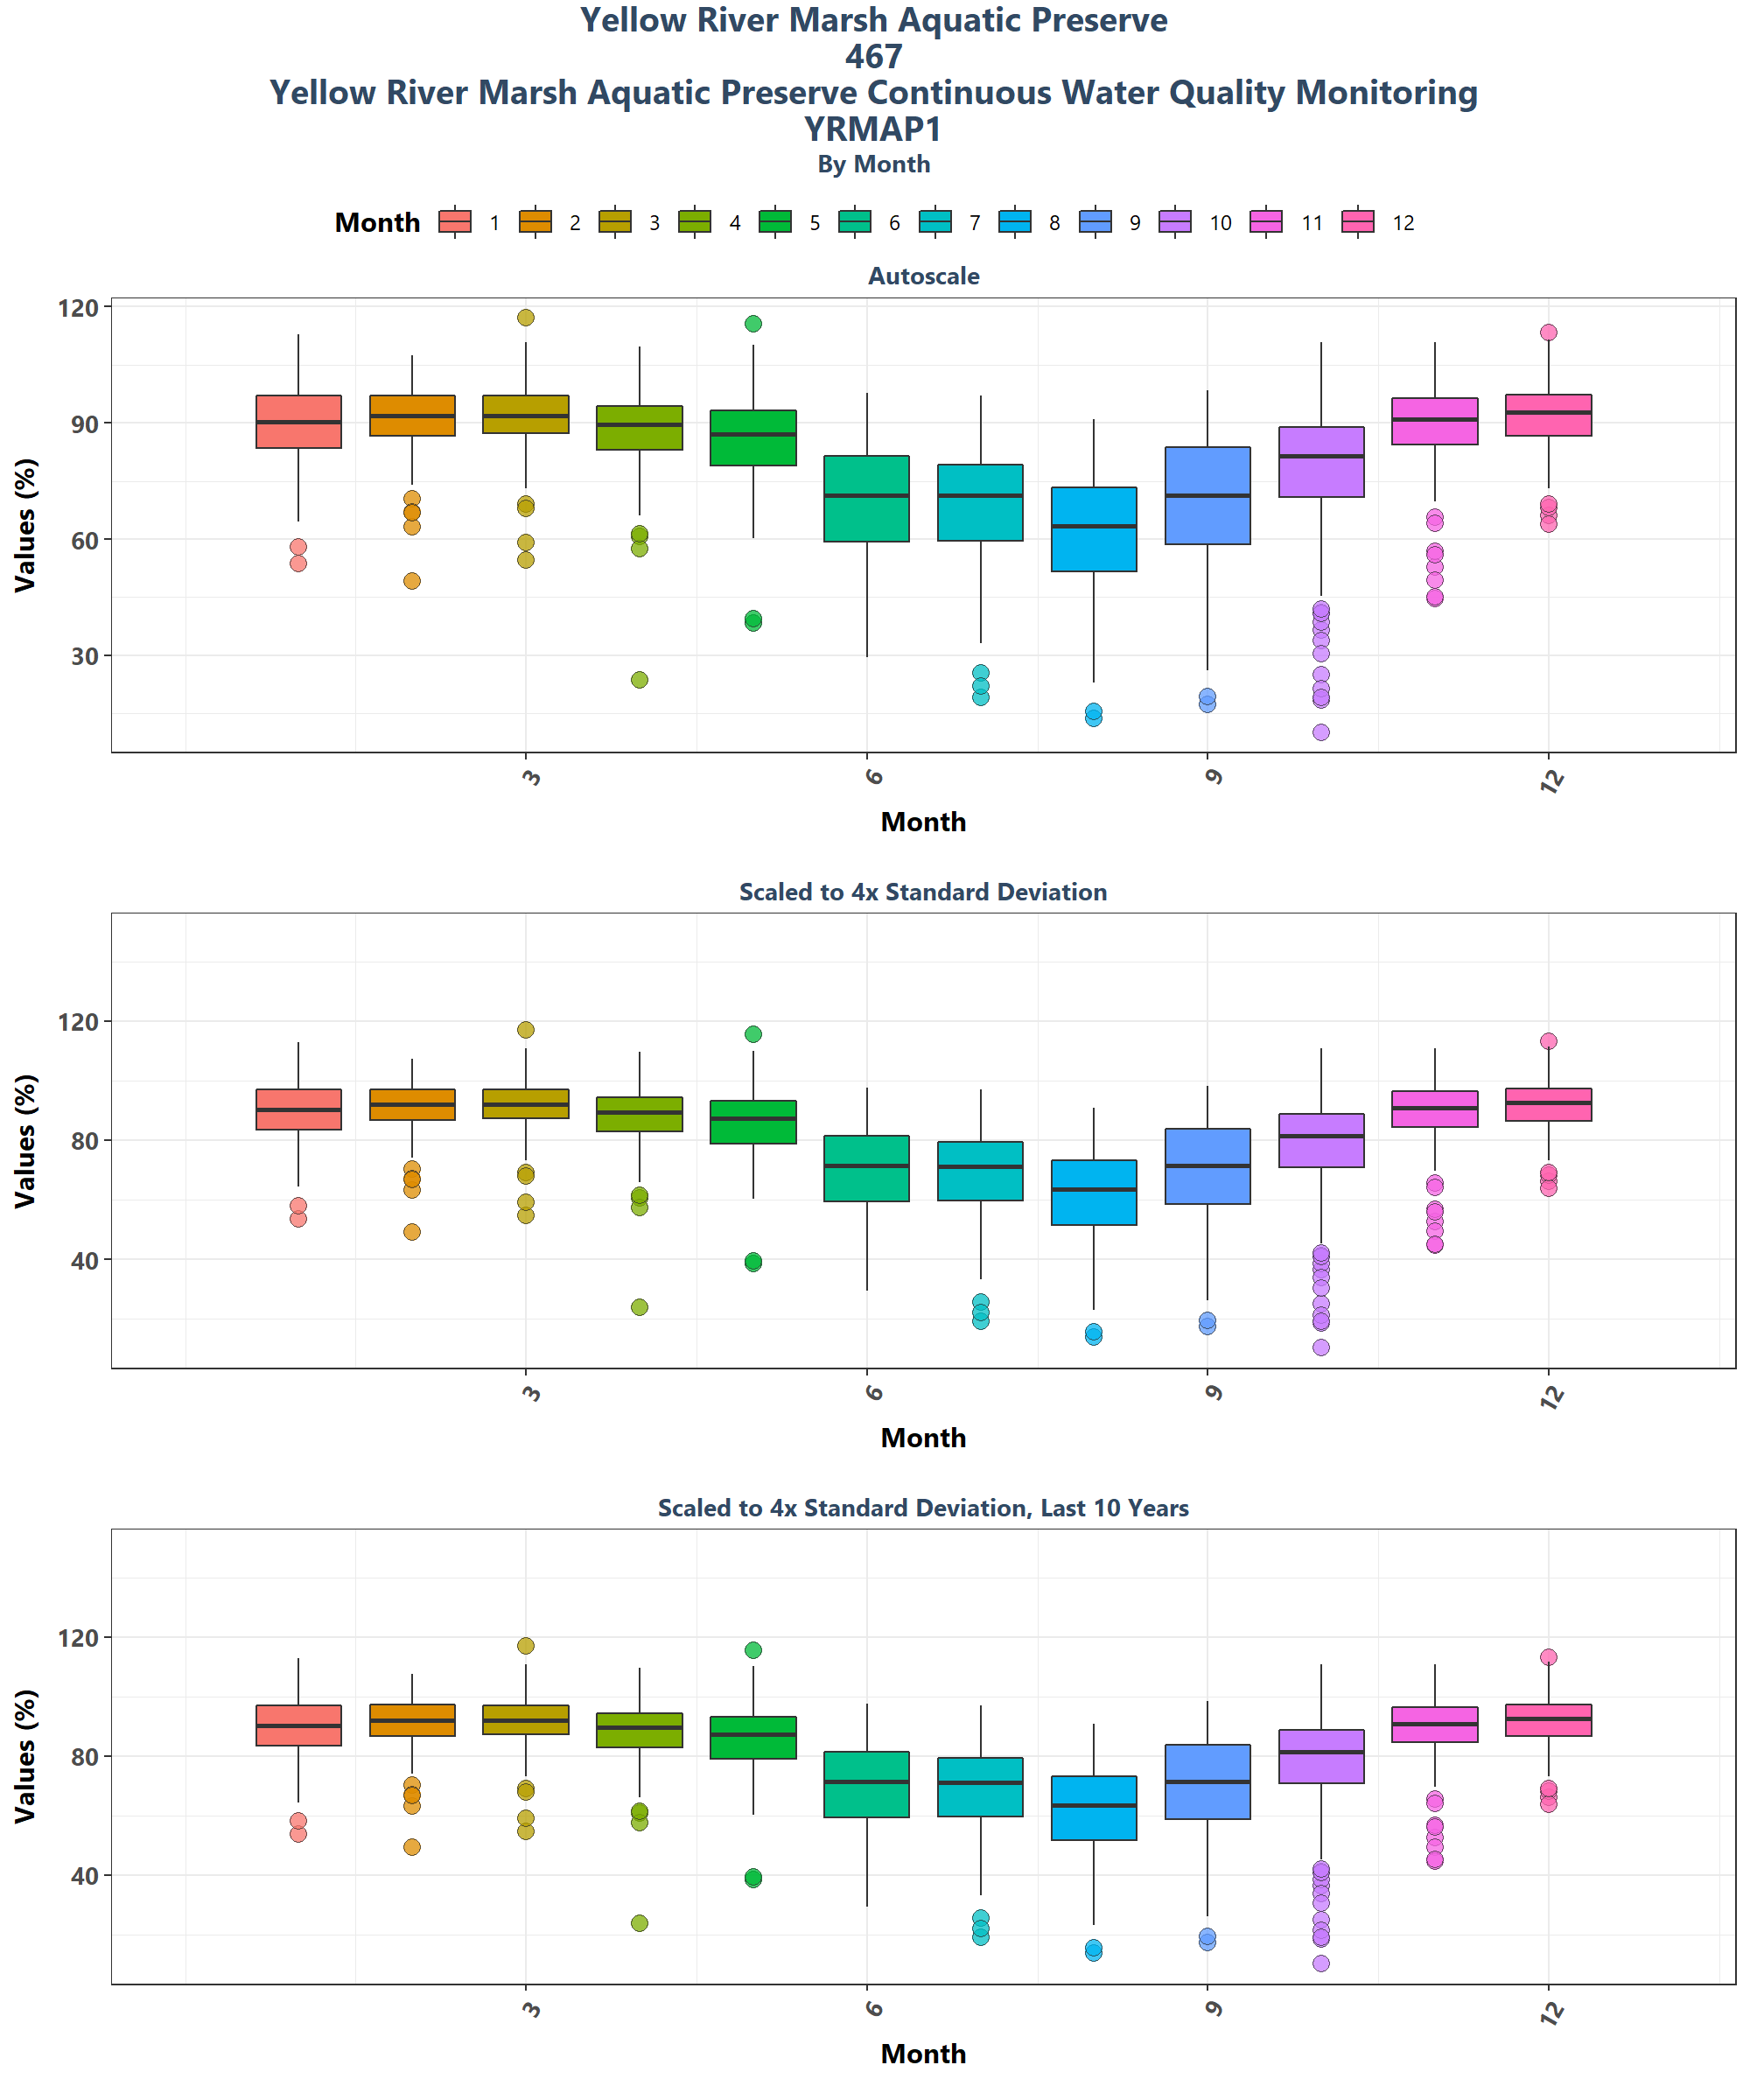 Yellow River Marsh Aquatic Preserve
467
Yellow River Marsh Aquatic Preserve Continuous Water Quality Monitoring
YRMAP1
By Month
Month 1 2 3 4 5 6 7 8 9 10 11 12
Autoscale
Values (%)
120
90
60
30
3 6 9 12
Month
Scaled to 4x Standard Deviation
Values (%)
120
80
40
3 6 9 12
Month
Scaled to 4x Standard Deviation, Last 10 Years
Values (%)
120
80
40
3 6 9 12
Month